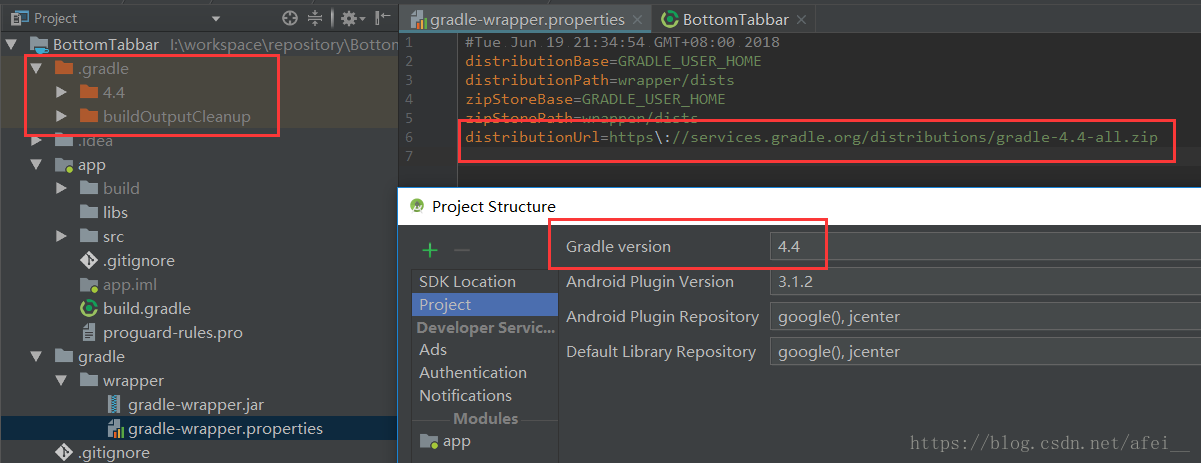 Project
BottomTabbar I:\workspace\repository\Bottom
.gradle
4.4
buildOutputCleanup
.idea
app
build
libs
src
.gitignore
app.iml
build.gradle
proguard-rules.pro
gradle
wrapper
gradle-wrapper.jar
gradle-wrapper.properties
.gitignore
gradle-wrapper.properties
BottomTabbar
1 #Tue Jun 19 21:34:54 GMT+08:00 2018
2 distributionBase=GRADLE_USER_HOME
3 distributionPath=wrapper/dists
4 zipStoreBase=GRADLE_USER_HOME
5 zipStorePath=wrapper/dists
6 distributionUrl=https\://services.gradle.org/distributions/gradle-4.4-all.zip
7
Project Structure
SDK Location
Project
Developer Servic...
Ads
Authentication
Notifications
Modules
app
Gradle version 4.4
Android Plugin Version 3.1.2
Android Plugin Repository google(), jcenter
Default Library Repository google(), jcenter
https://blog.csdn.net/afei__